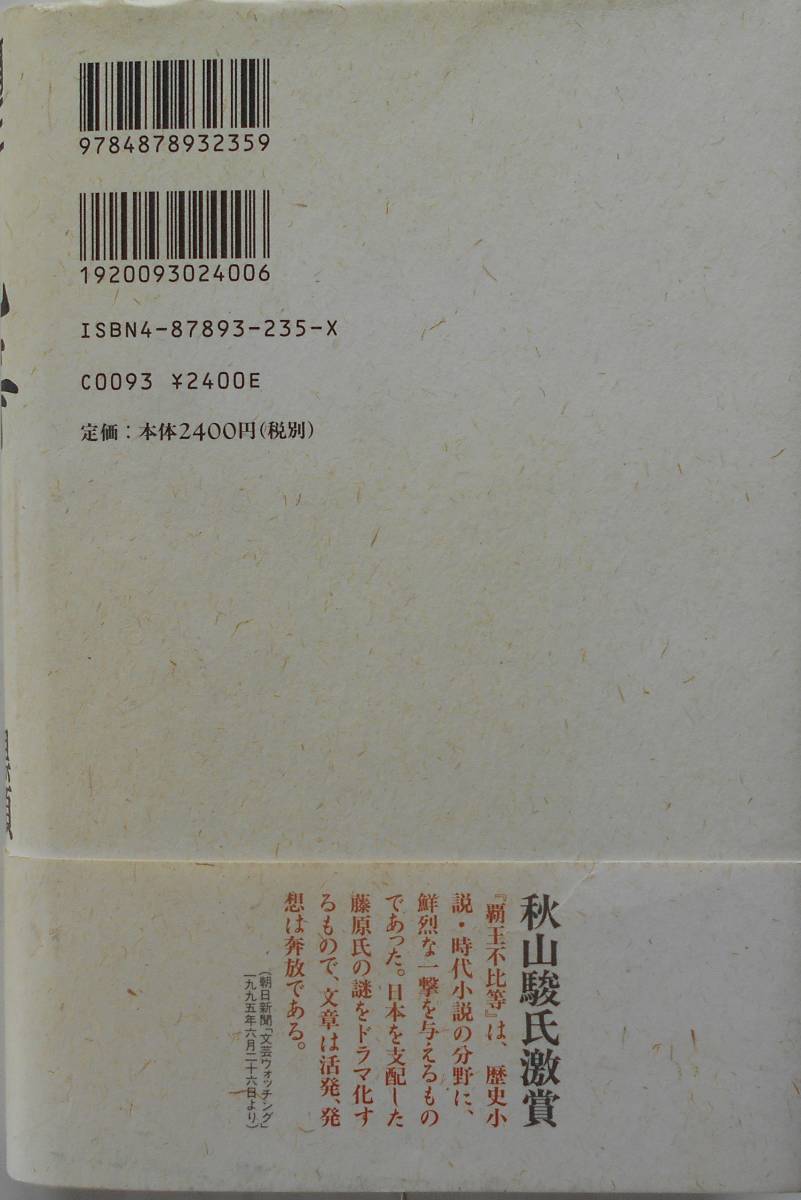 9784878932359
1920093024006
ISBN4-87893-235-X
C0093 ¥2400E
定価：本体2400円(税別)
秋山駿氏激賞
『覇王不比等』は、歴史小
説・時代小説の分野に、
鮮烈な一撃を与えるもの
であった。日本を支配した
藤原氏の謎をドラマ化す
るもので、文章は活発、発
想は奔放である。
(朝日新聞「文芸ウォッチング」
一九九五年六月二十六日より)